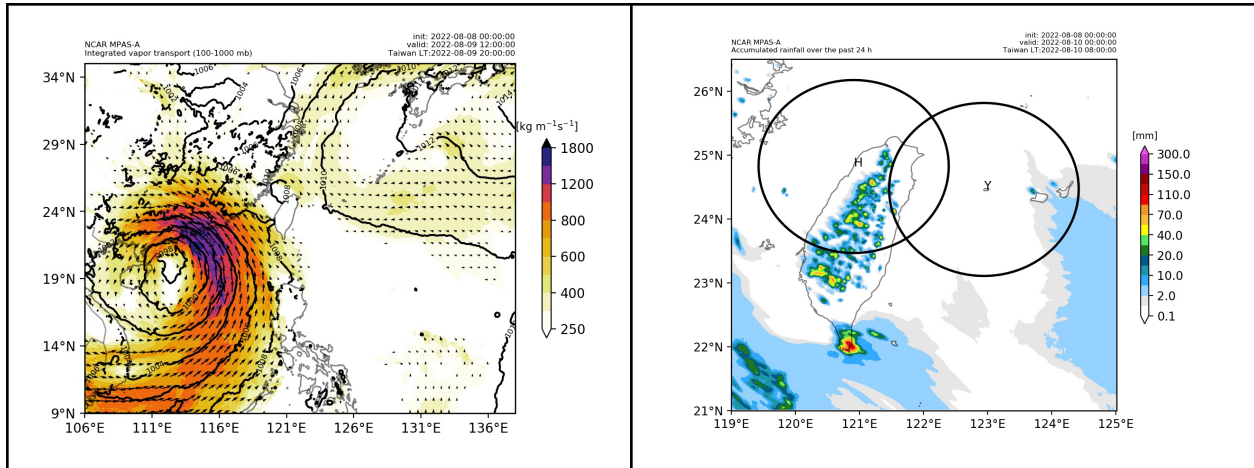 init: 2022-08-08 00:00:00
NCAR MPAS-A valid: 2022-08-09 12:00:00
Integrated vapor transport (100-1000 mb) Taiwan LT:2022-08-09 20:00:00
34°N
29°N
24°N
19°N
14°N
9°N
106°E 111°E 116°E 121°E 126°E 131°E 136°E
[kg m⁻¹s⁻¹]
1800
1200
800
600
400
250
init: 2022-08-08 00:00:00
NCAR MPAS-A valid: 2022-08-10 00:00:00
Accumulated rainfall over the past 24 h Taiwan LT:2022-08-10 08:00:00
26°N
25°N
24°N
23°N
22°N
21°N
119°E 120°E 121°E 122°E 123°E 124°E 125°E
H
Y
[mm]
300.0
150.0
110.0
70.0
40.0
20.0
10.0
2.0
0.1